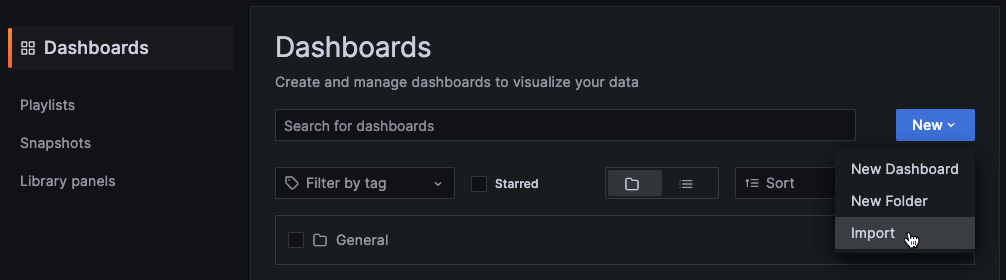 Dashboards
Playlists
Snapshots
Library panels
Dashboards
Create and manage dashboards to visualize your data
Search for dashboards
New
New Dashboard
New Folder
Import
Filter by tag
Starred
Sort
General